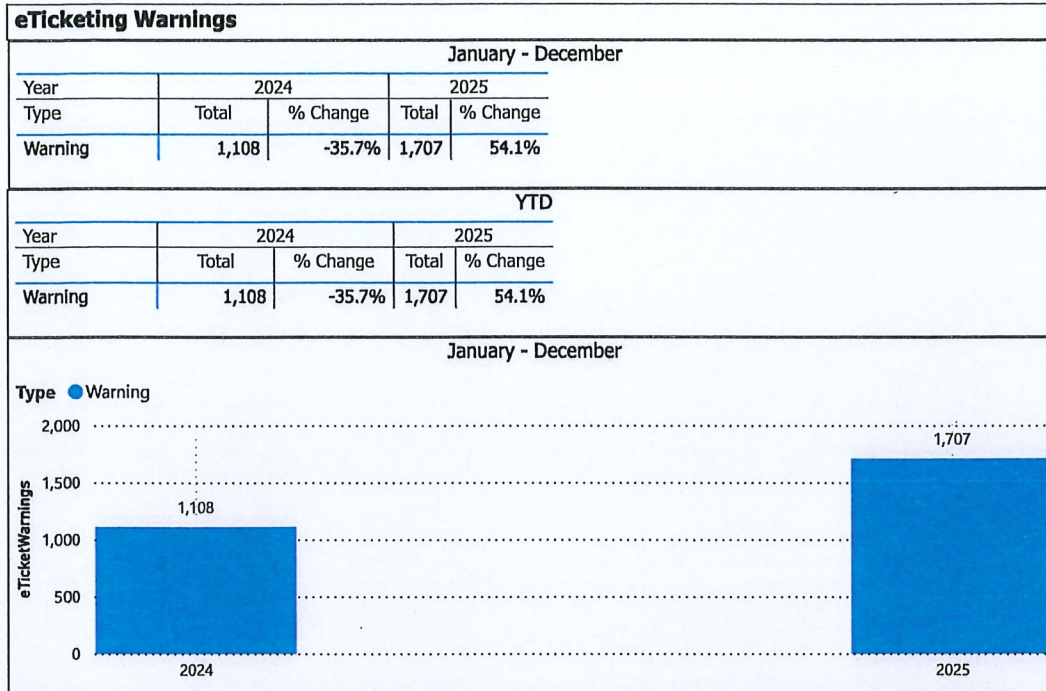 eTicketing Warnings
January - December
Year 2024 2025
Type Total % Change Total % Change
Warning 1,108 -35.7% 1,707 54.1%
YTD
Year 2024 2025
Type Total % Change Total % Change
Warning 1,108 -35.7% 1,707 54.1%
January - December
Type Warning
2,000
1,707
1,500
1,108
eTicketWarnings
1,000
500
0
2024 2025